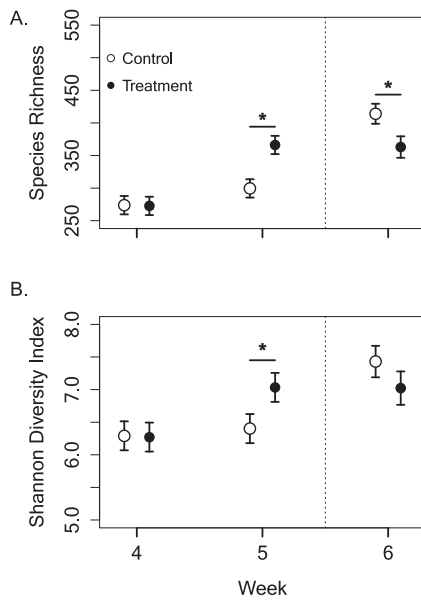 A.
Species Richness
550
450
350
250
Control
Treatment
*
*
B.
Shannon Diversity Index
8.0
7.0
6.0
5.0
*
4
5
6
Week